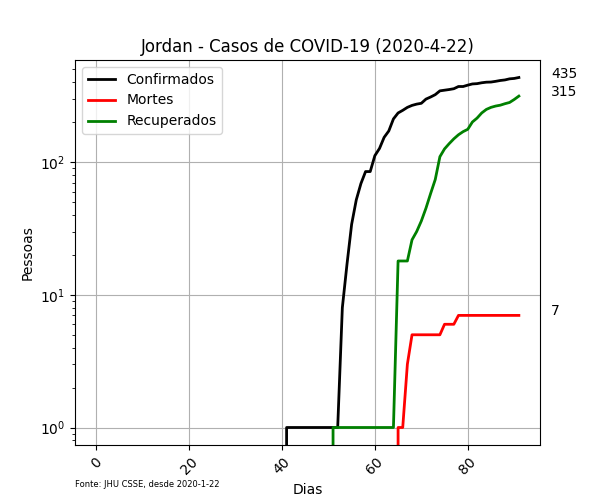 Jordan - Casos de COVID-19 (2020-4-22)
Confirmados
Mortes
Recuperados
435
315
7
10²
10¹
10⁰
Pessoas
0
20
40
60
80
Fonte: JHU CSSE, desde 2020-1-22
Dias